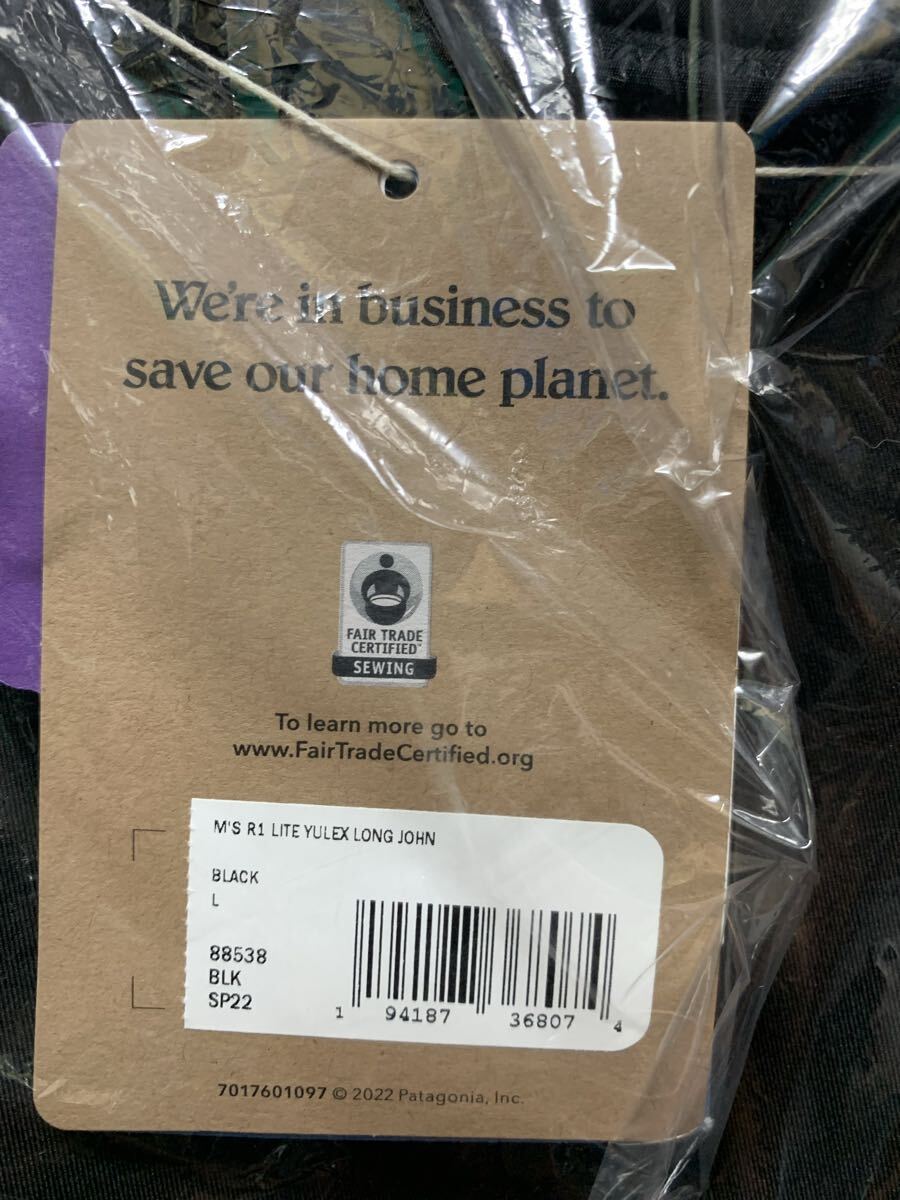 We're in business to
save our home planet.
FAIR TRADE
CERTIFIED™
SEWING
To learn more go to
www.FairTradeCertified.org
M'S R1 LITE YULEX LONG JOHN
BLACK
L
88538
BLK
SP22
1 94187 36807 4
7017601097 © 2022 Patagonia, Inc.